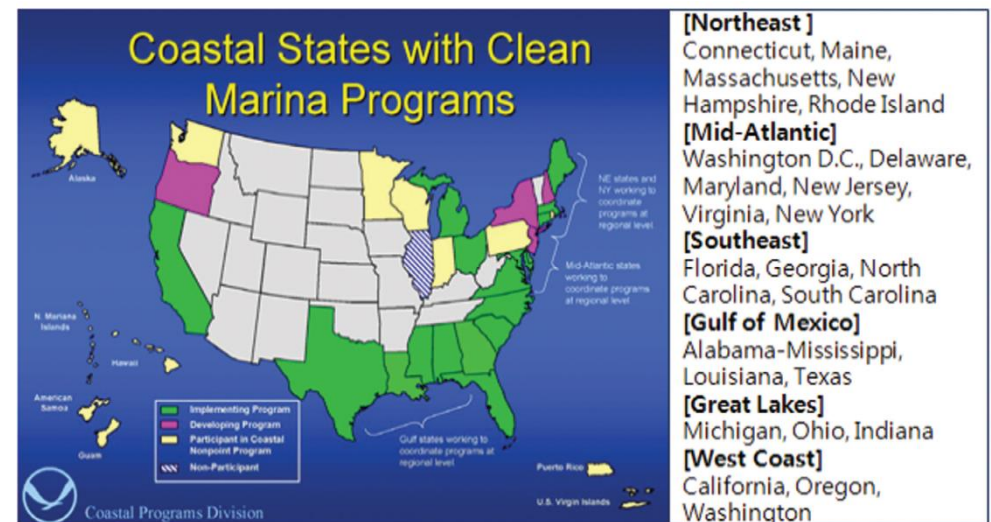 Coastal States with Clean
Marina Programs
Alaska
NE states and
NY working to
coordinate
programs at
regional level
Mid-Atlantic states
working to
coordinate programs
at regional level
N. Mariana
Islands
Hawaii
American
Samoa
Guam
Implementing Program
Developing Program
Participant in Coastal
Nonpoint Program
Non-Participant
Gulf states working to
coordinate programs at
regional level
Puerto Rico
U.S. Virgin Islands
Coastal Programs Division
[Northeast ]
Connecticut, Maine,
Massachusetts, New
Hampshire, Rhode Island
[Mid-Atlantic]
Washington D.C., Delaware,
Maryland, New Jersey,
Virginia, New York
[Southeast]
Florida, Georgia, North
Carolina, South Carolina
[Gulf of Mexico]
Alabama-Mississippi,
Louisiana, Texas
[Great Lakes]
Michigan, Ohio, Indiana
[West Coast]
California, Oregon,
Washington